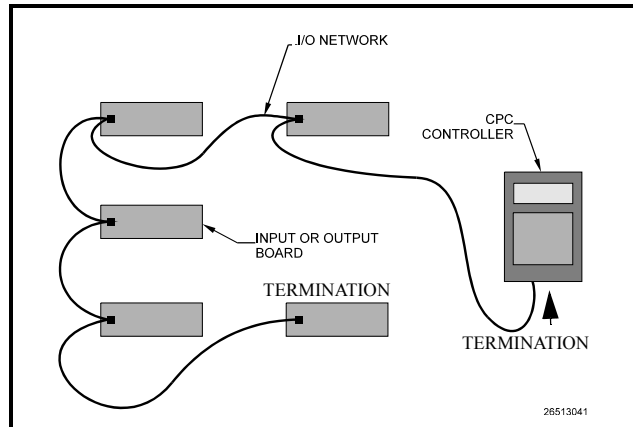 I/O NETWORK
CPC
CONTROLLER
INPUT OR OUTPUT
BOARD
TERMINATION
TERMINATION
26513041